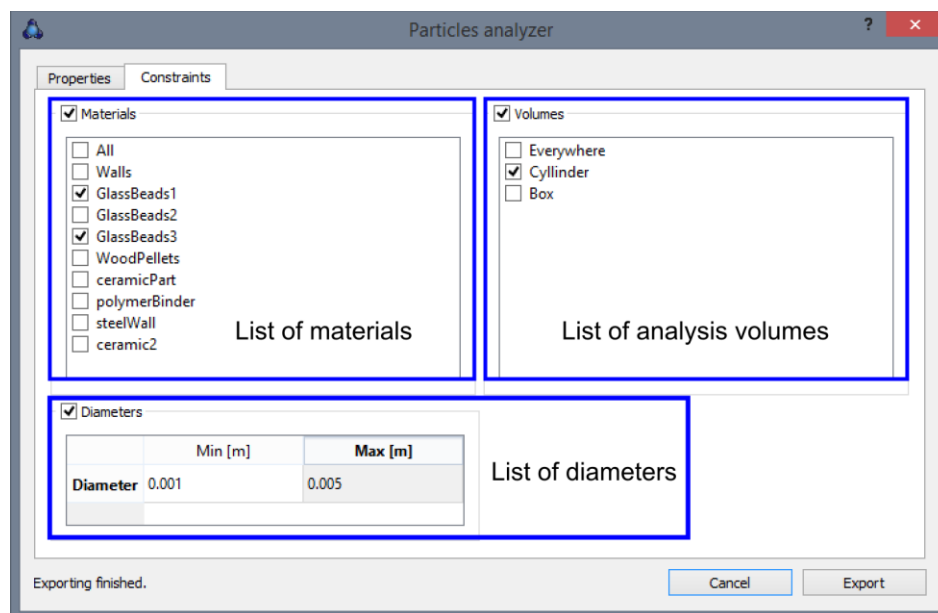 Particles analyzer
?
Properties
Constraints
Materials
All
Walls
GlassBeads1
GlassBeads2
GlassBeads3
WoodPellets
ceramicPart
polymerBinder
steelWall
ceramic2
List of materials
Volumes
Everywhere
Cyllinder
Box
List of analysis volumes
Diameters
Min [m] Max [m]
Diameter 0.001 0.005
List of diameters
Exporting finished.
Cancel
Export